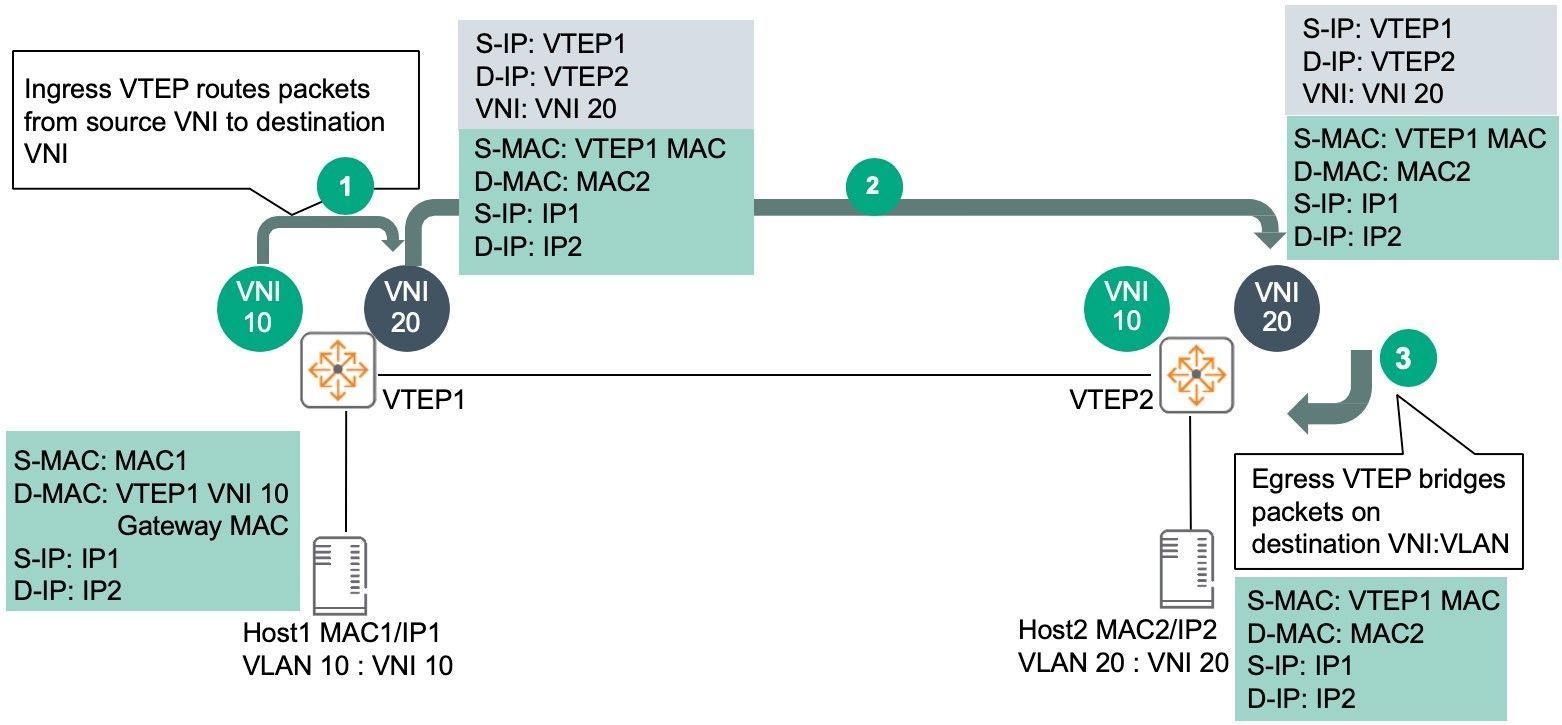 Ingress VTEP routes packets
from source VNI to destination
VNI
1
S-IP: VTEP1
D-IP: VTEP2
VNI: VNI 20
S-MAC: VTEP1 MAC
D-MAC: MAC2
S-IP: IP1
D-IP: IP2
2
S-IP: VTEP1
D-IP: VTEP2
VNI: VNI 20
S-MAC: VTEP1 MAC
D-MAC: MAC2
S-IP: IP1
D-IP: IP2
VNI
10
VNI
20
VNI
10
VNI
20
VTEP1
VTEP2
3
S-MAC: MAC1
D-MAC: VTEP1 VNI 10
Gateway MAC
S-IP: IP1
D-IP: IP2
Egress VTEP bridges
packets on
destination VNI:VLAN
Host1 MAC1/IP1
VLAN 10 : VNI 10
Host2 MAC2/IP2
VLAN 20 : VNI 20
S-MAC: VTEP1 MAC
D-MAC: MAC2
S-IP: IP1
D-IP: IP2